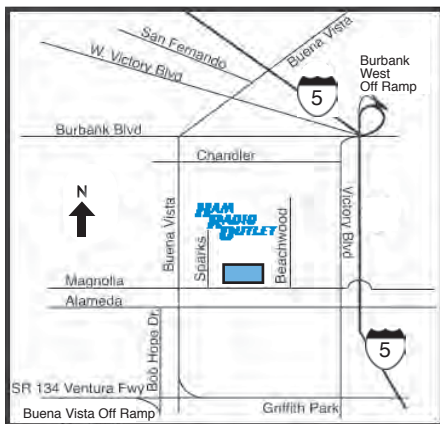 San Fernando
Buena Vista
W. Victory Blvd
Burbank
West
Off Ramp
5
Burbank Blvd
Chandler
N
HAM
RADIO
OUTLET
Buena Vista
Sparks
Beachwood
Victory Blvd
Magnolla
Alameda
Bob Hope Dr.
5
SR 134 Ventura Fwy
Buena Vista Off Ramp
Griffith Park